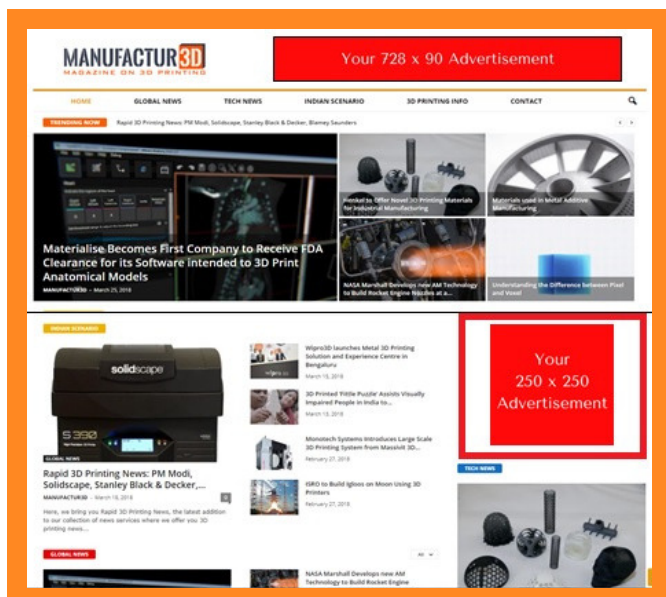 MANUFACTUR3D
MAGAZINE ON 3D PRINTING
Your 728 x 90 Advertisement
HOME GLOBAL NEWS TECH NEWS INDIAN SCENARIO 3D PRINTING INFO CONTACT
TRENDING NOW Rapid 3D Printing News: PM Modi, Solidscape, Stanley Black & Decker, Blamey Saunders
Materialise Becomes First Company to Receive FDA
Clearance for its Software intended to 3D Print
Anatomical Models
MANUFACTUR3D - March 25, 2018
Henkel to Offer Novel 3D Printing Materials
for Industrial Manufacturing
Materials used in Metal Additive
Manufacturing
NASA Marshall Develops new AM Technology
to Build Rocket Engine Nozzles at a...
Understanding the Difference between Pixel
and Voxel
INDIAN SCENARIO
solidscape
S390
GLOBAL NEWS
Rapid 3D Printing News: PM Modi,
Solidscape, Stanley Black & Decker,...
MANUFACTUR3D - March 19, 2018
Here, we bring you Rapid 3D Printing News, the latest addition
to our collection of news services where we offer you 3D
printing news....
Wipro3D launches Metal 3D Printing
Solution and Experience Centre in
Bengaluru
March 15, 2018
3D Printed 'Fittle Puzzle' Assists Visually
Impaired People in India to...
March 13, 2018
Monotech Systems Introduces Large Scale
3D Printing System from Massivit 3D...
February 27, 2018
ISRO to Build Igloos on Moon Using 3D
Printers
February 27, 2018
Your
250 x 250
Advertisement
TECH NEWS
GLOBAL NEWS
All
NASA Marshall Develops new AM
Technology to Build Rocket Engine